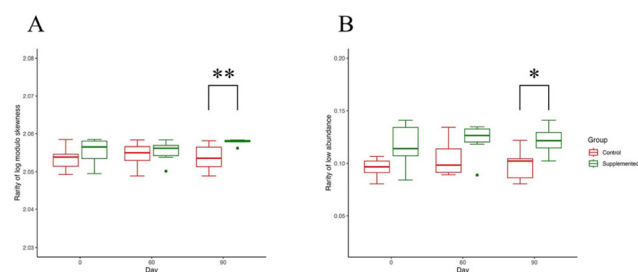 A
B
2.08
2.07
2.06
2.05
2.04
2.03
Rarity of log modulo skewness
**
0
60
90
Day
0.20
0.15
0.10
0.05
Rarity of low abundance
*
0
60
90
Day
Group
Control
Supplemented